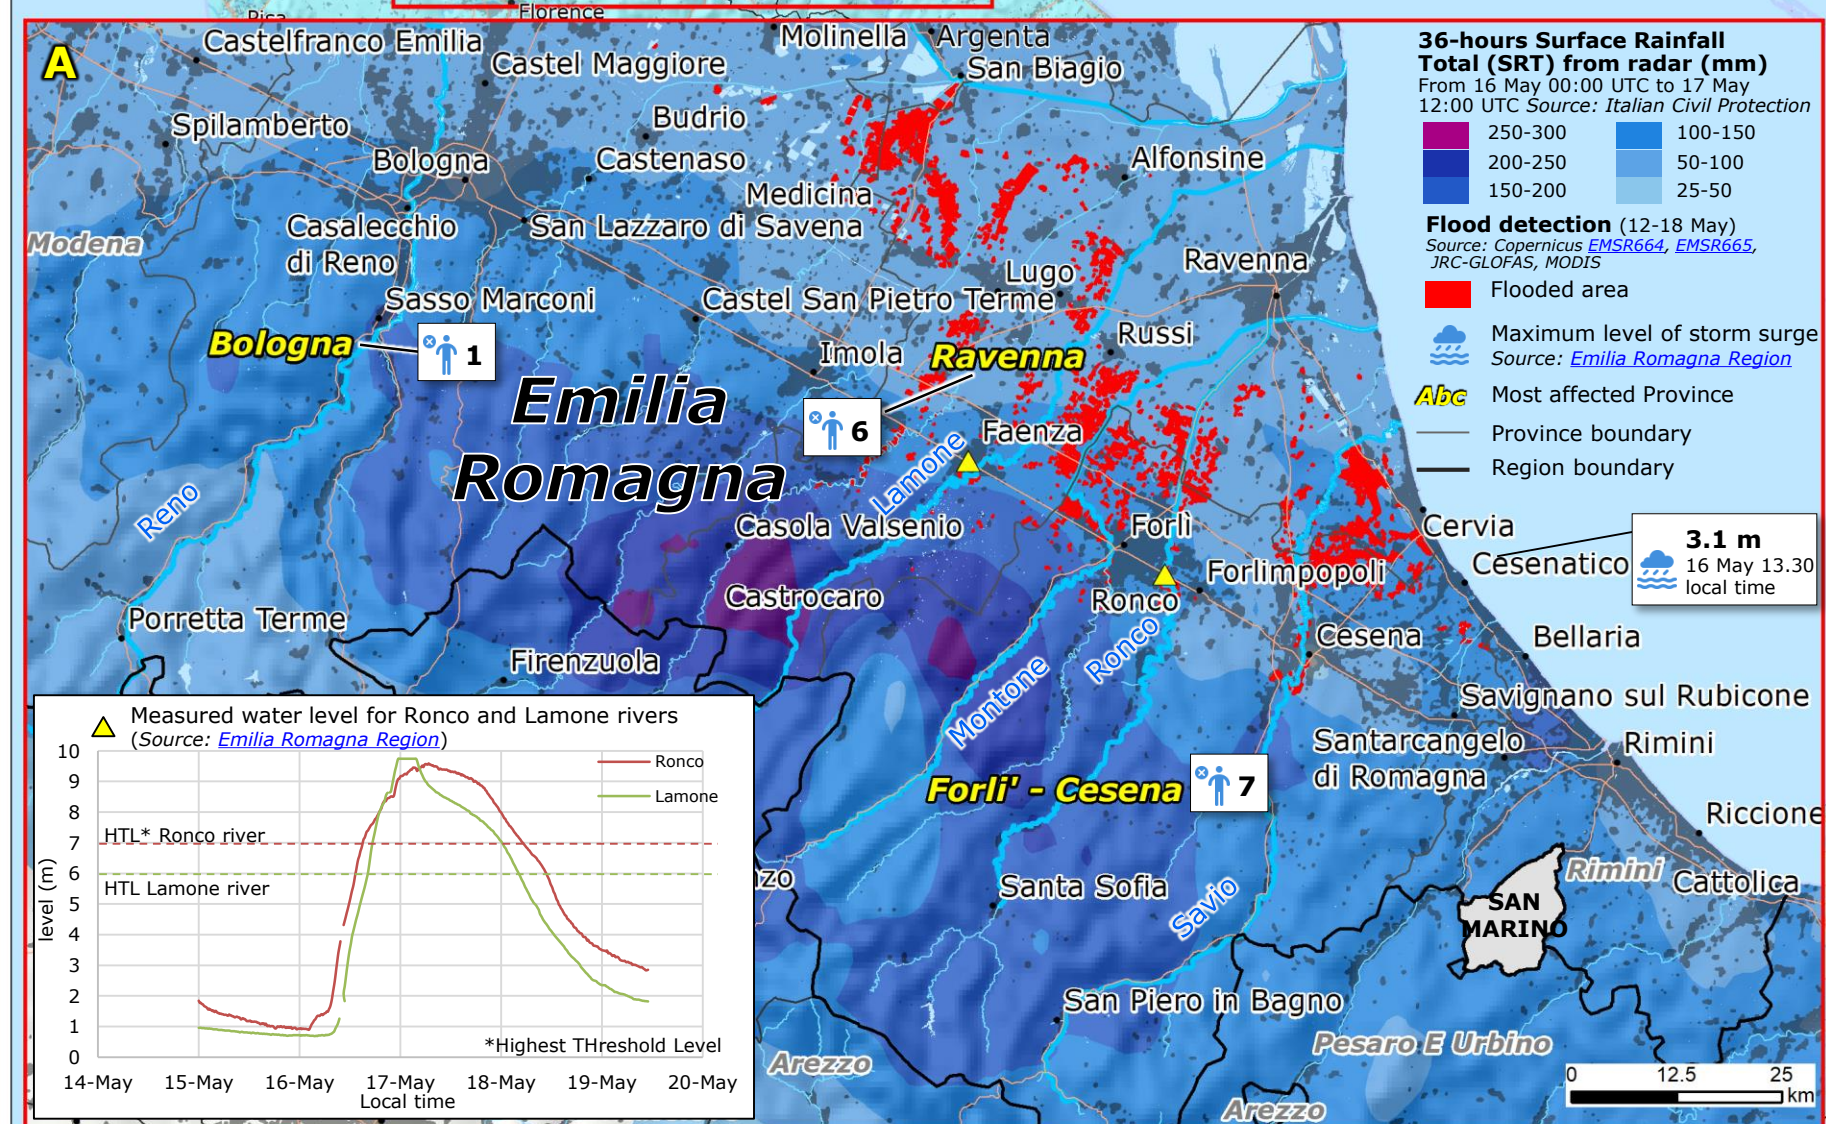 Pisa
Florence
A
Castelfranco Emilia
Molinella
Argenta
Castel Maggiore
San Biagio
Spilamberto
Budrio
Bologna
Castenaso
Alfonsine
Medicina
Casalecchio
di Reno
San Lazzaro di Savena
Modena
Lugo
Ravenna
Sasso Marconi
Castel San Pietro Terme
Russi
Bologna
1
Imola
Ravenna
6
Emilia
Romagna
Faenza
Lamone
Reno
Casola Valsenio
Forlì
Cervia
Cesenatico
3.1 m
16 May 13.30
local time
Castrocaro
Forlimpopoli
Ronco
Porretta Terme
Firenzuola
Ronco
Cesena
Bellaria
Montone
Savignano sul Rubicone
Santarcangelo
di Romagna
Rimini
Forli' - Cesena
7
Riccione
Rimini
Cattolica
nzo
Santa Sofia
Savio
SAN
MARINO
San Piero in Bagno
Pesaro E Urbino
Arezzo
Arezzo
0 12.5 25
km
36-hours Surface Rainfall
Total (SRT) from radar (mm)
From 16 May 00:00 UTC to 17 May
12:00 UTC Source: Italian Civil Protection
250-300 100-150
200-250 50-100
150-200 25-50
Flood detection (12-18 May)
Source: Copernicus EMSR664, EMSR665,
JRC-GLOFAS, MODIS
Flooded area
Maximum level of storm surge
Source: Emilia Romagna Region
Abc Most affected Province
Province boundary
Region boundary
Measured water level for Ronco and Lamone rivers
(Source: Emilia Romagna Region)
level (m)
10
9
8
7
6
5
4
3
2
1
0
Ronco
Lamone
HTL* Ronco river
HTL Lamone river
*Highest THreshold Level
14-May 15-May 16-May 17-May 18-May 19-May 20-May
Local time